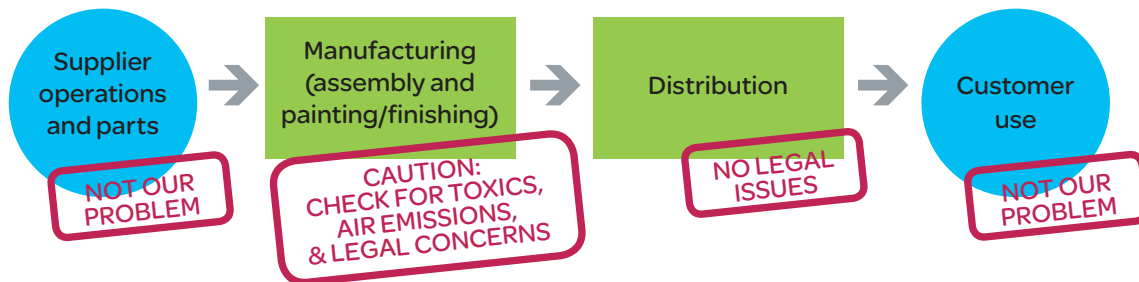 Supplier
operations
and parts
NOT OUR
PROBLEM
Manufacturing
(assembly and
painting/finishing)
CAUTION:
CHECK FOR TOXICS,
AIR EMISSIONS,
& LEGAL CONCERNS
Distribution
NO LEGAL
ISSUES
Customer
use
NOT OUR
PROBLEM